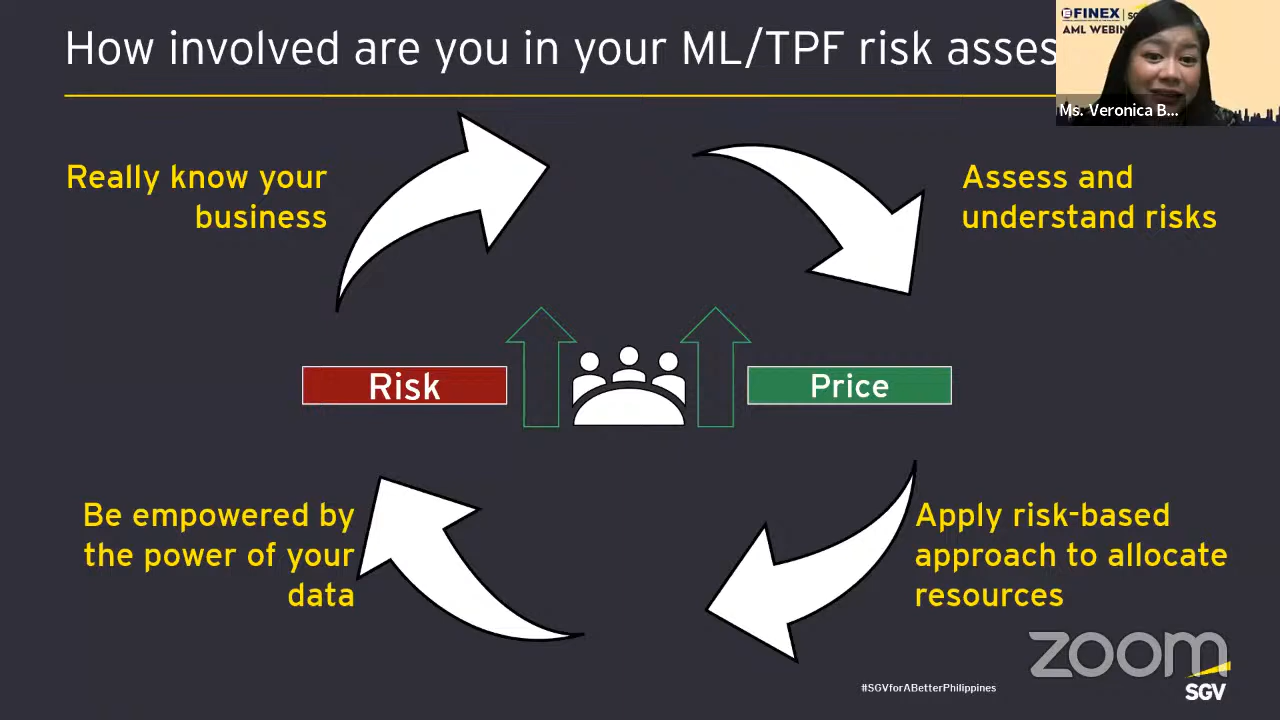 How involved are you in your ML/TPF risk asses
FINEX
AML WEBIN
Ms. Veronica B...
Really know your
business
Assess and
understand risks
Risk
Price
Be empowered by
the power of your
data
Apply risk-based
approach to allocate
resources
zoom
#SGVforABetterPhilippines
SGV